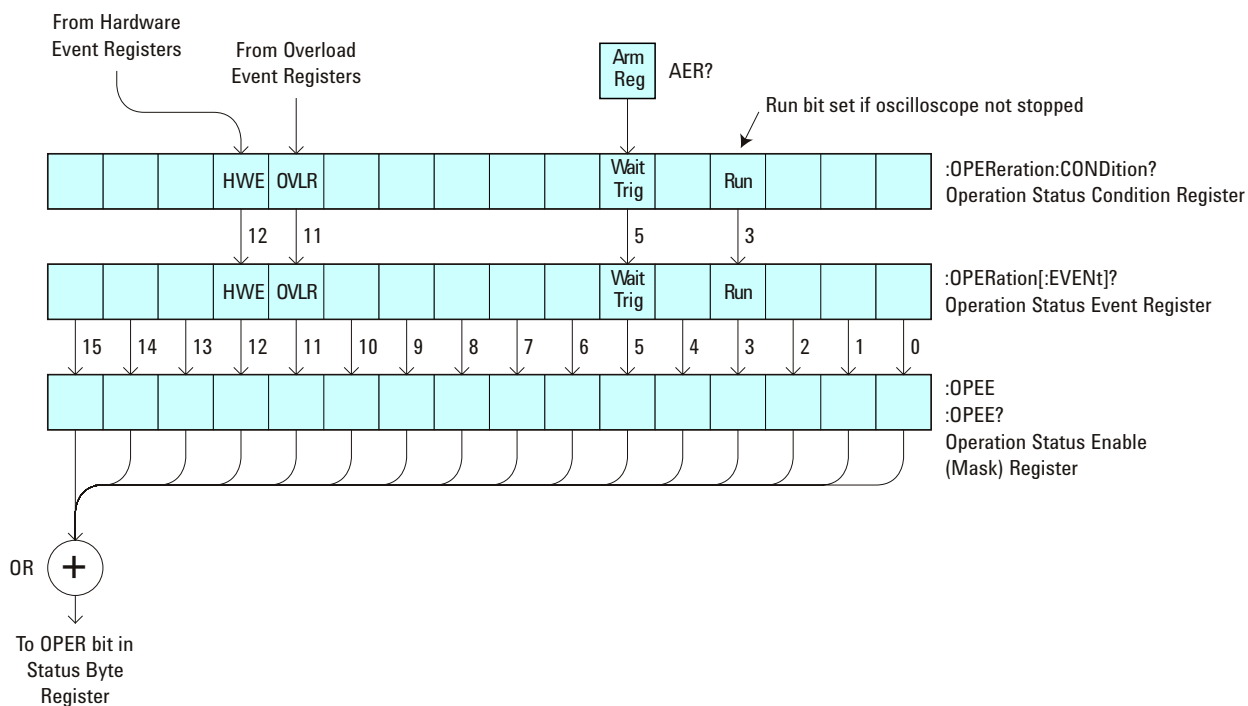 From Hardware
Event Registers
From Overload
Event Registers
Arm
Reg
AER?
Run bit set if oscilloscope not stopped
HWE OVLR Wait Trig Run
:OPEReration:CONDition?
Operation Status Condition Register
12 11 5 3
HWE OVLR Wait Trig Run
:OPERation[:EVENt]?
Operation Status Event Register
15 14 13 12 11 10 9 8 7 6 5 4 3 2 1 0
:OPEE
:OPEE?
Operation Status Enable
(Mask) Register
OR +
To OPER bit in
Status Byte
Register